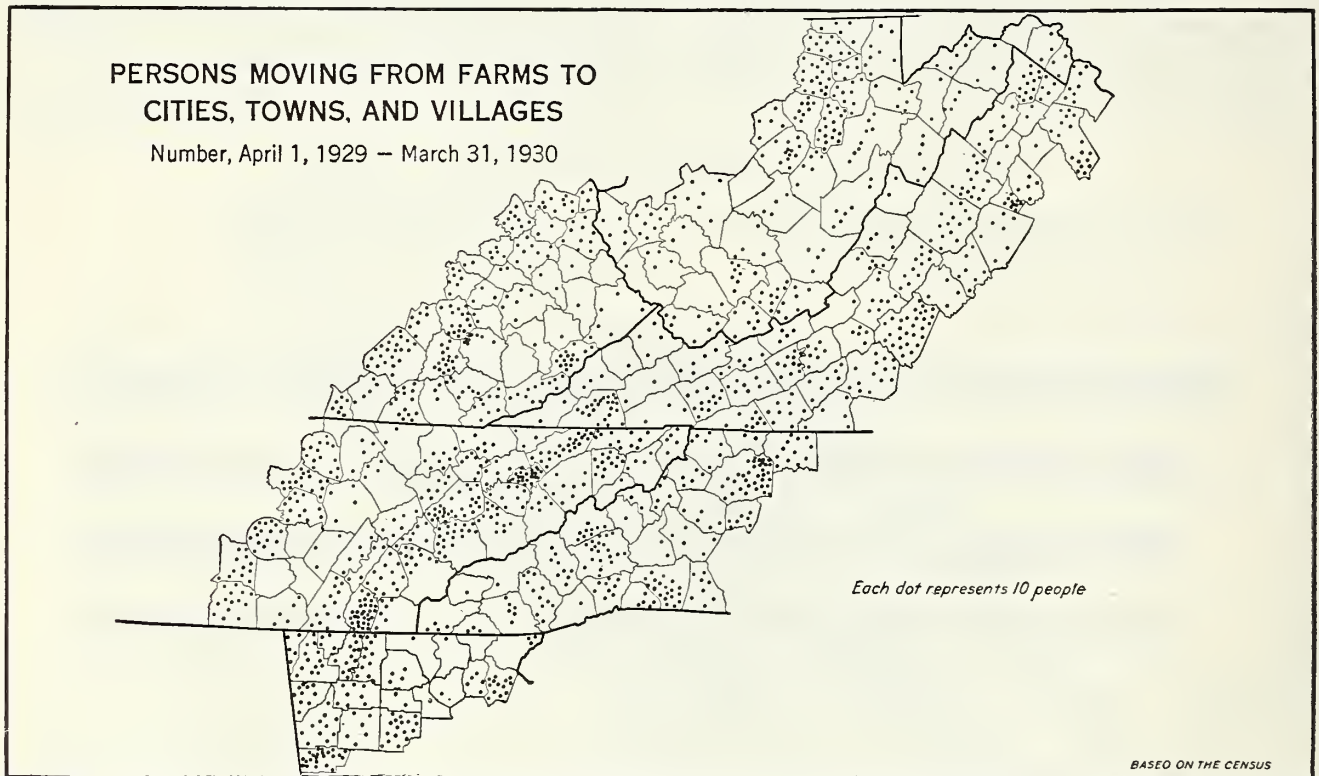 PERSONS MOVING FROM FARMS TO
CITIES, TOWNS, AND VILLAGES
Number, April 1, 1929 — March 31, 1930
Each dot represents 10 people
BASED ON THE CENSUS